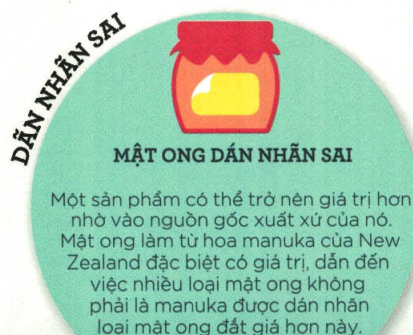 DÁN NHÃN SAI
MẬT ONG DÁN NHÃN SAI
Một sản phẩm có thể trở nên giá trị hơn
nhờ vào nguồn gốc xuất xứ của nó.
Mật ong làm từ hoa manuka của New
Zealand đặc biệt có giá trị, dẫn đến
việc nhiều loại mật ong không
phải là manuka được dán nhãn
loại mật ong đắt giá hơn này.